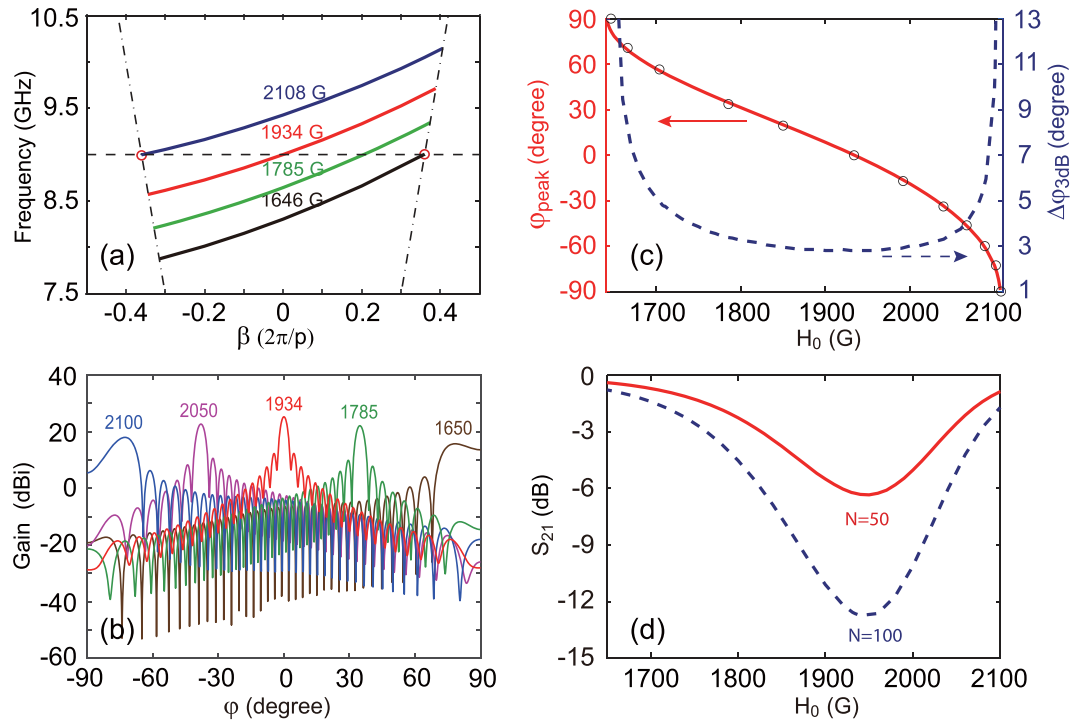 10.5
9.5
8.5
7.5
Frequency (GHz)
2108 G
1934 G
1785 G
1646 G
(a)
-0.4 -0.2 0 0.2 0.4
β (2π/p)
90
60
30
0
-30
-60
-90
φpeak (degree)
13
11
9
7
5
3
1
Δφ3dB (degree)
(c)
1700 1800 1900 2000 2100
H0 (G)
40
20
0
-20
-40
-60
Gain (dBi)
2100 2050 1934 1785 1650
(b)
-90 -60 -30 0 30 60 90
φ (degree)
0
-3
-6
-9
-12
-15
S21 (dB)
N=50
N=100
(d)
1700 1800 1900 2000 2100
H0 (G)